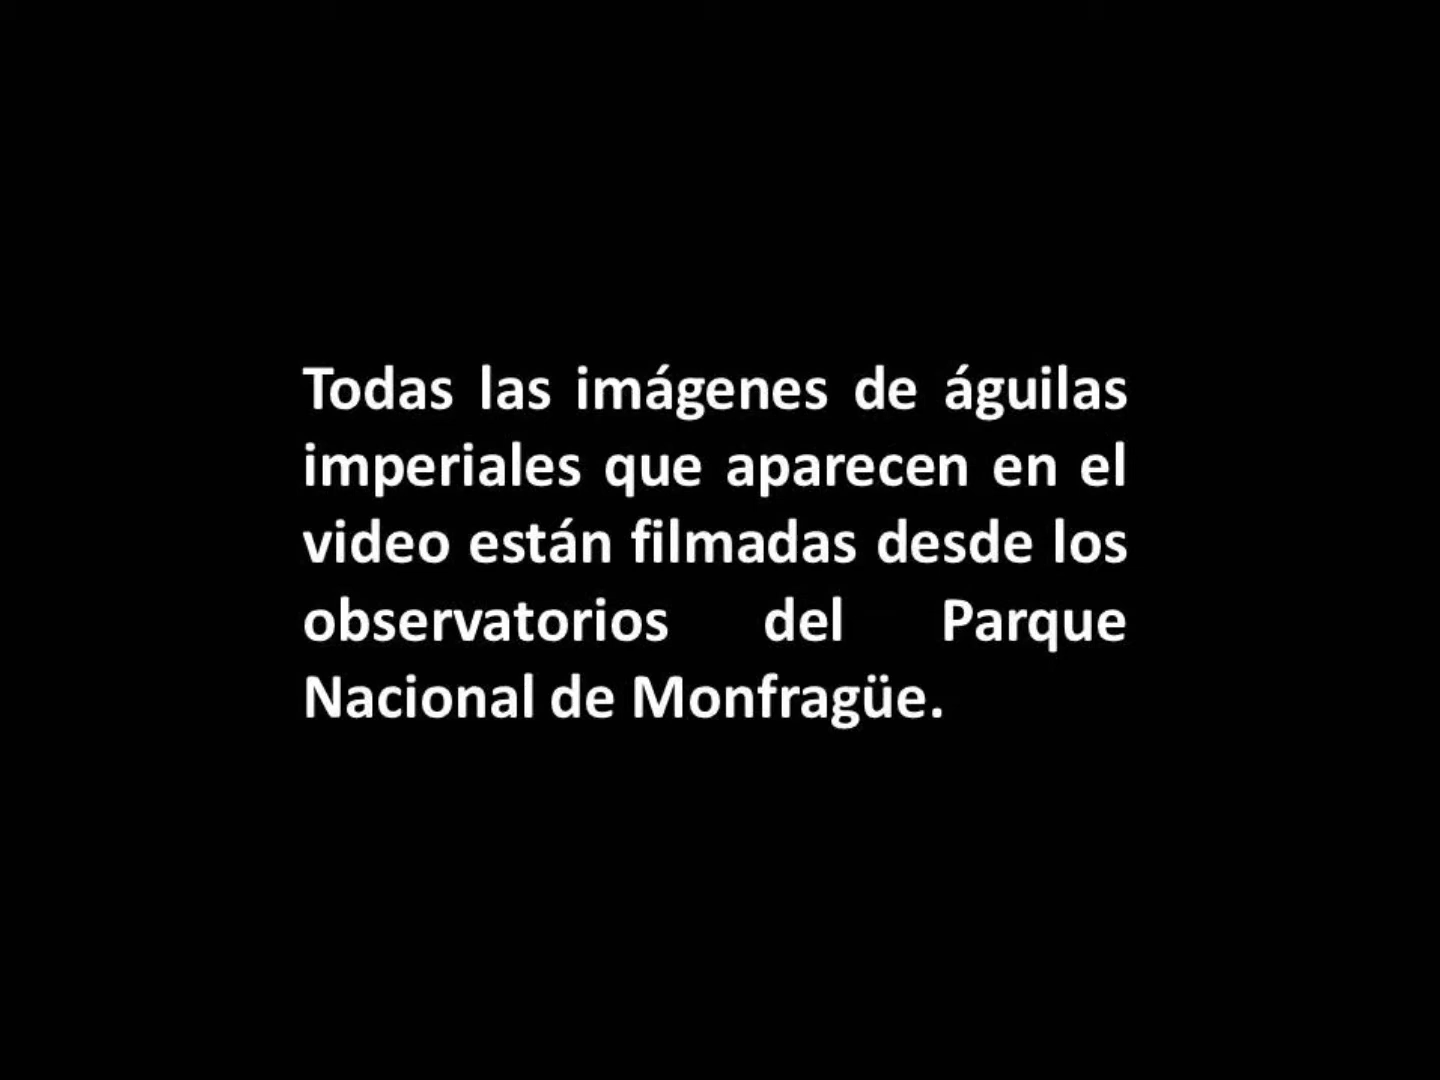 Todas las imágenes de águilas
imperiales que aparecen en el
video están filmadas desde los
observatorios del Parque
Nacional de Monfragüe.